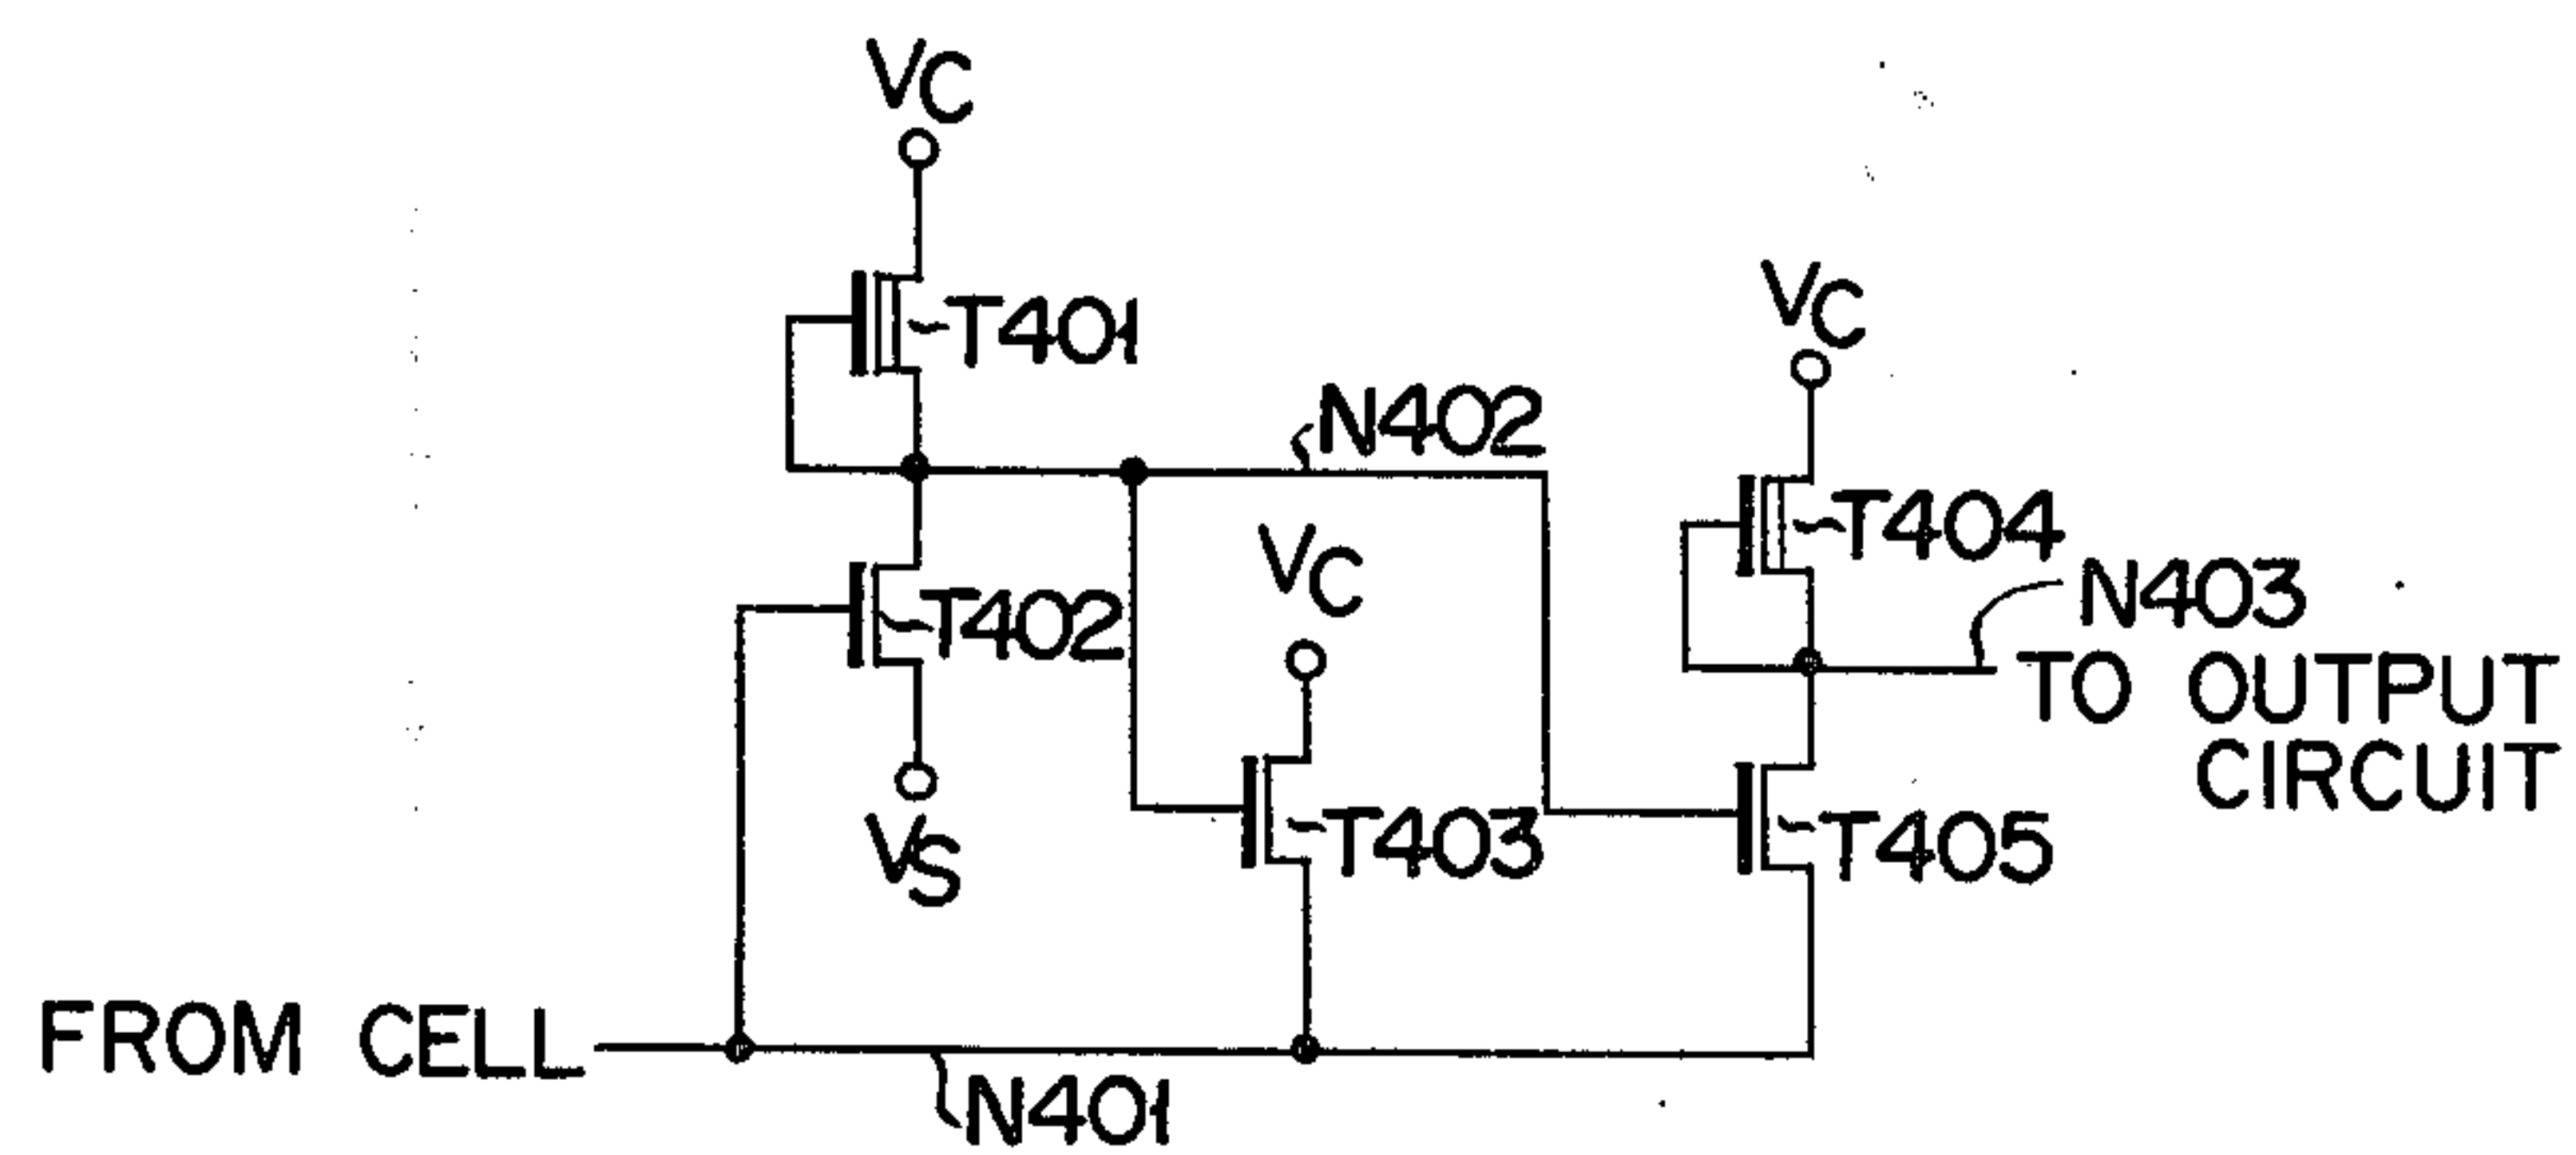 VC
T401
VC
N402
T404
VC
N403
T402
TO OUTPUT
CIRCUIT
T403
T405
VS
FROM CELL
N401